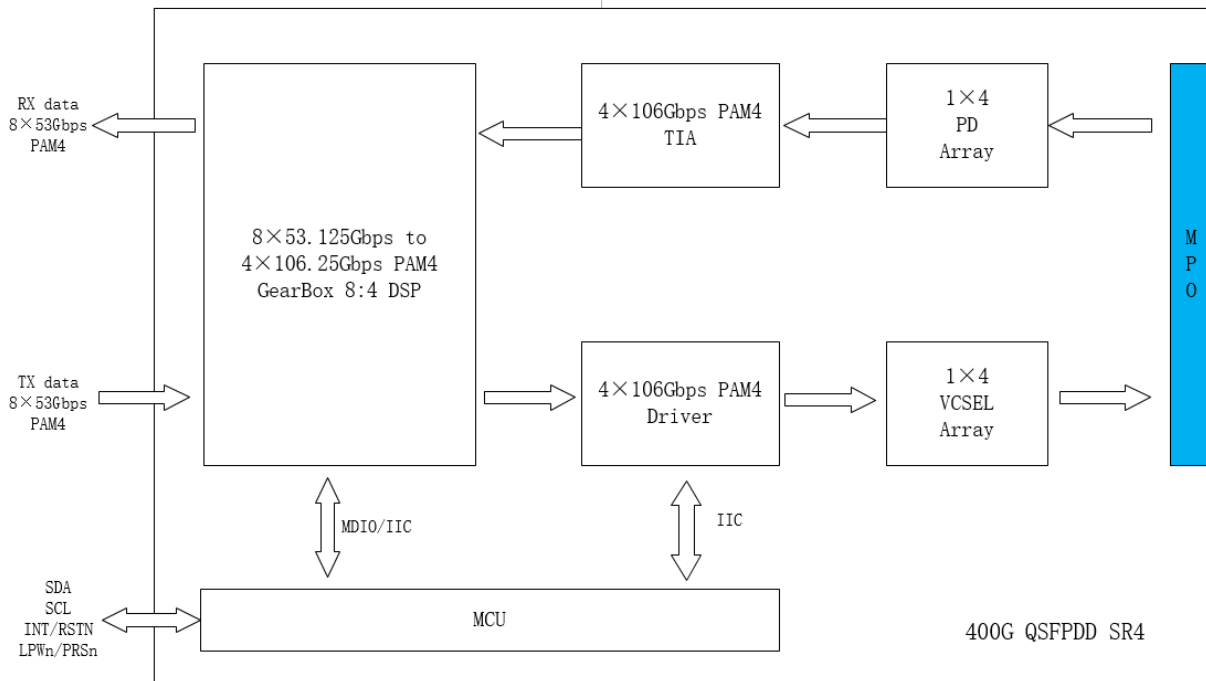 RX data
8×53Gbps
PAM4
8×53.125Gbps to
4×106.25Gbps PAM4
GearBox 8:4 DSP
4×106Gbps PAM4
TIA
1×4
PD
Array
M
P
O
TX data
8×53Gbps
PAM4
4×106Gbps PAM4
Driver
1×4
VCSEL
Array
MDIO/IIC
IIC
SDA
SCL
INT/RSTN
LPWn/PRSn
MCU
400G QSFPDD SR4